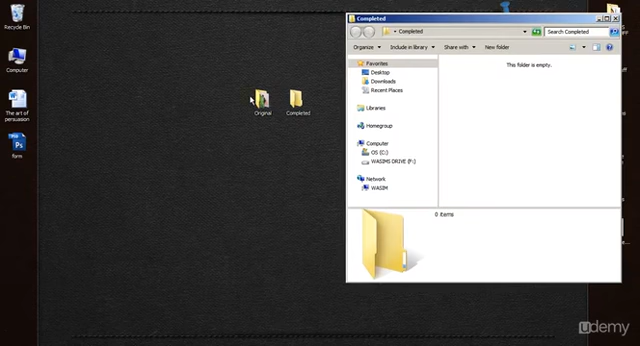 Recycle Bin
Computer
The art of
persuasion
form
Original
Completed
Completed
Completed
Search Completed
Organize
Include in library
Share with
New folder
Favorites
Desktop
Downloads
Recent Places
Libraries
Homegroup
Computer
OS (C:)
WASIMS DRIVE (F:)
Network
WASIM
This folder is empty.
0 items
udemy